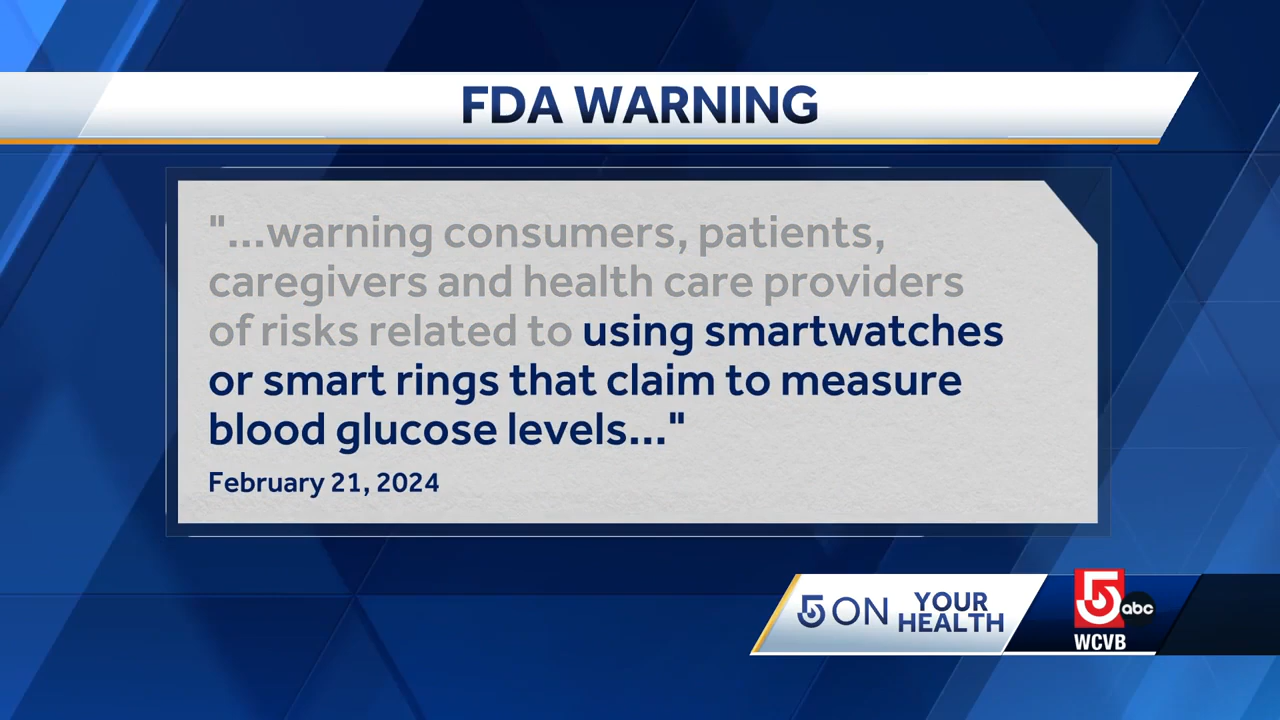 FDA WARNING
"...warning consumers, patients,
caregivers and health care providers
of risks related to using smartwatches
or smart rings that claim to measure
blood glucose levels..."
February 21, 2024
5 ON YOUR HEALTH
5 abc
WCVB